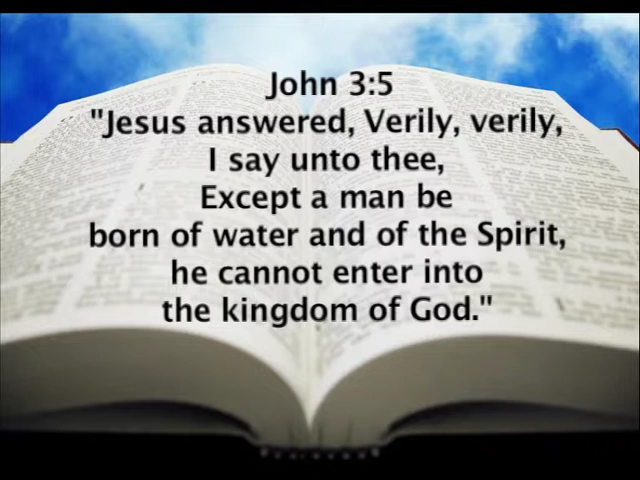 John 3:5
"Jesus answered, Verily, verily,
I say unto thee,
Except a man be
born of water and of the Spirit,
he cannot enter into
the kingdom of God."